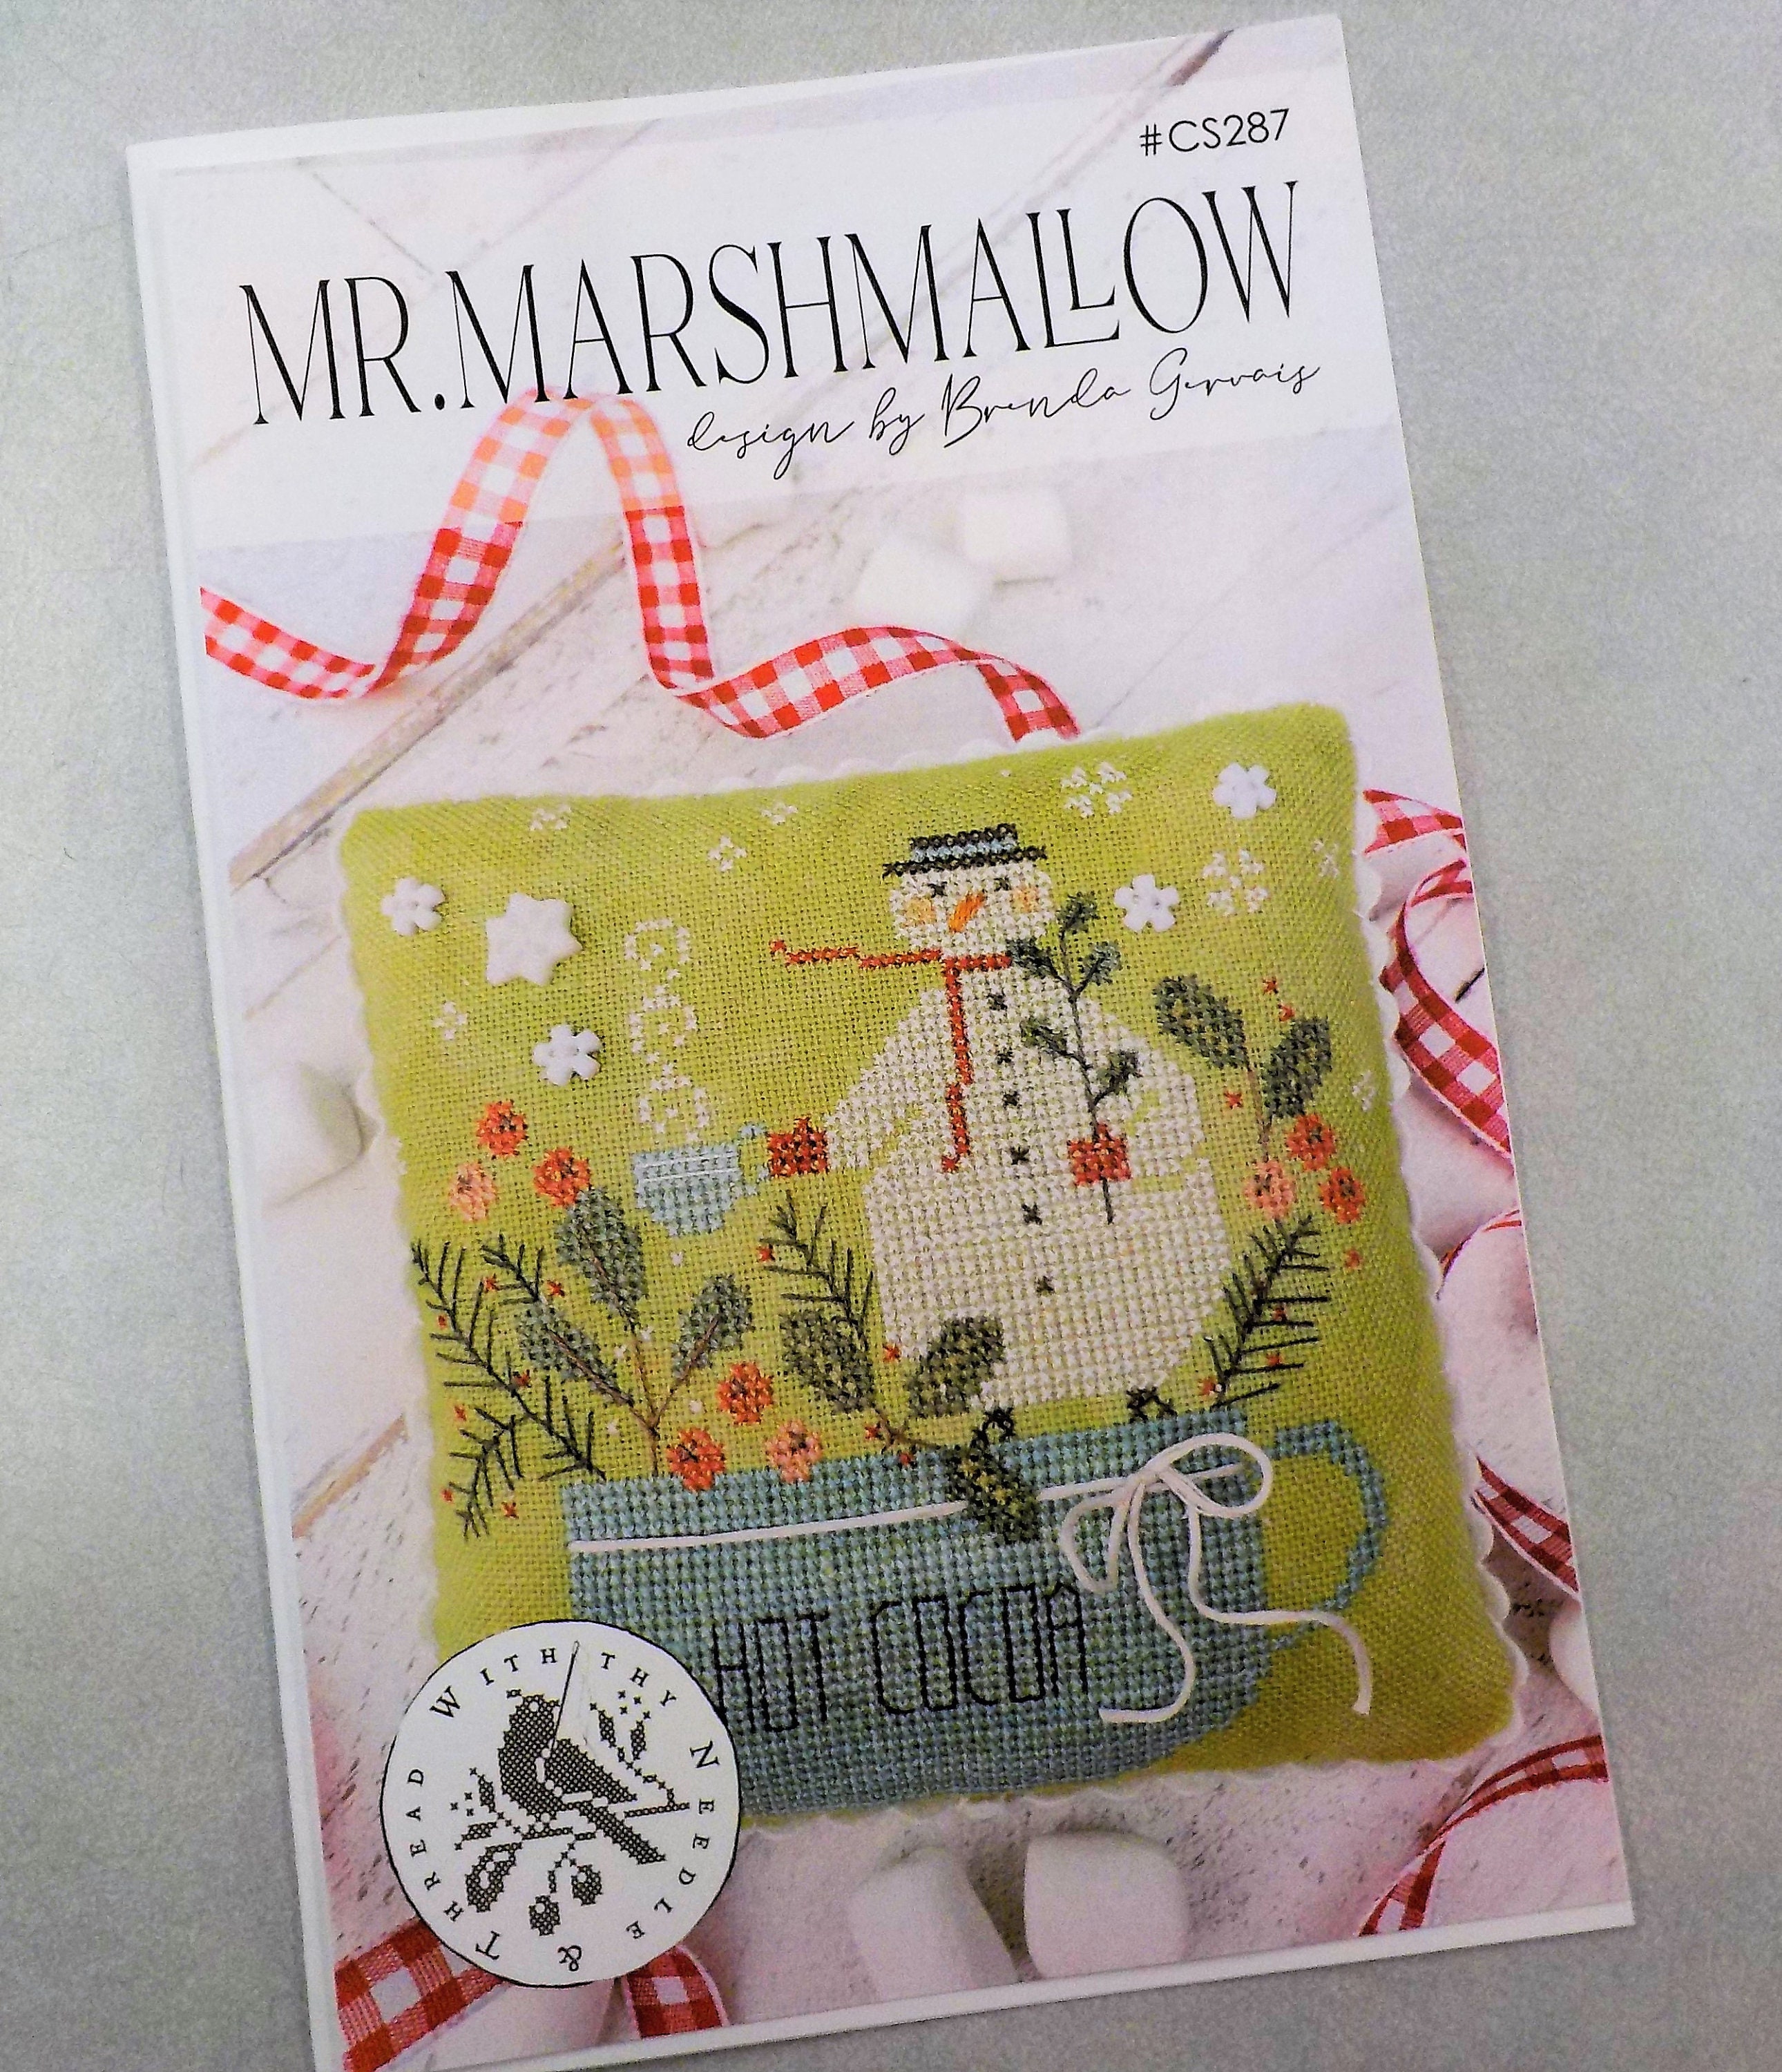 #CS287
MR. MARSHMALLOW
design by Brenda Gervais
HOT COCOA
WITH THY NEEDLE & THREAD